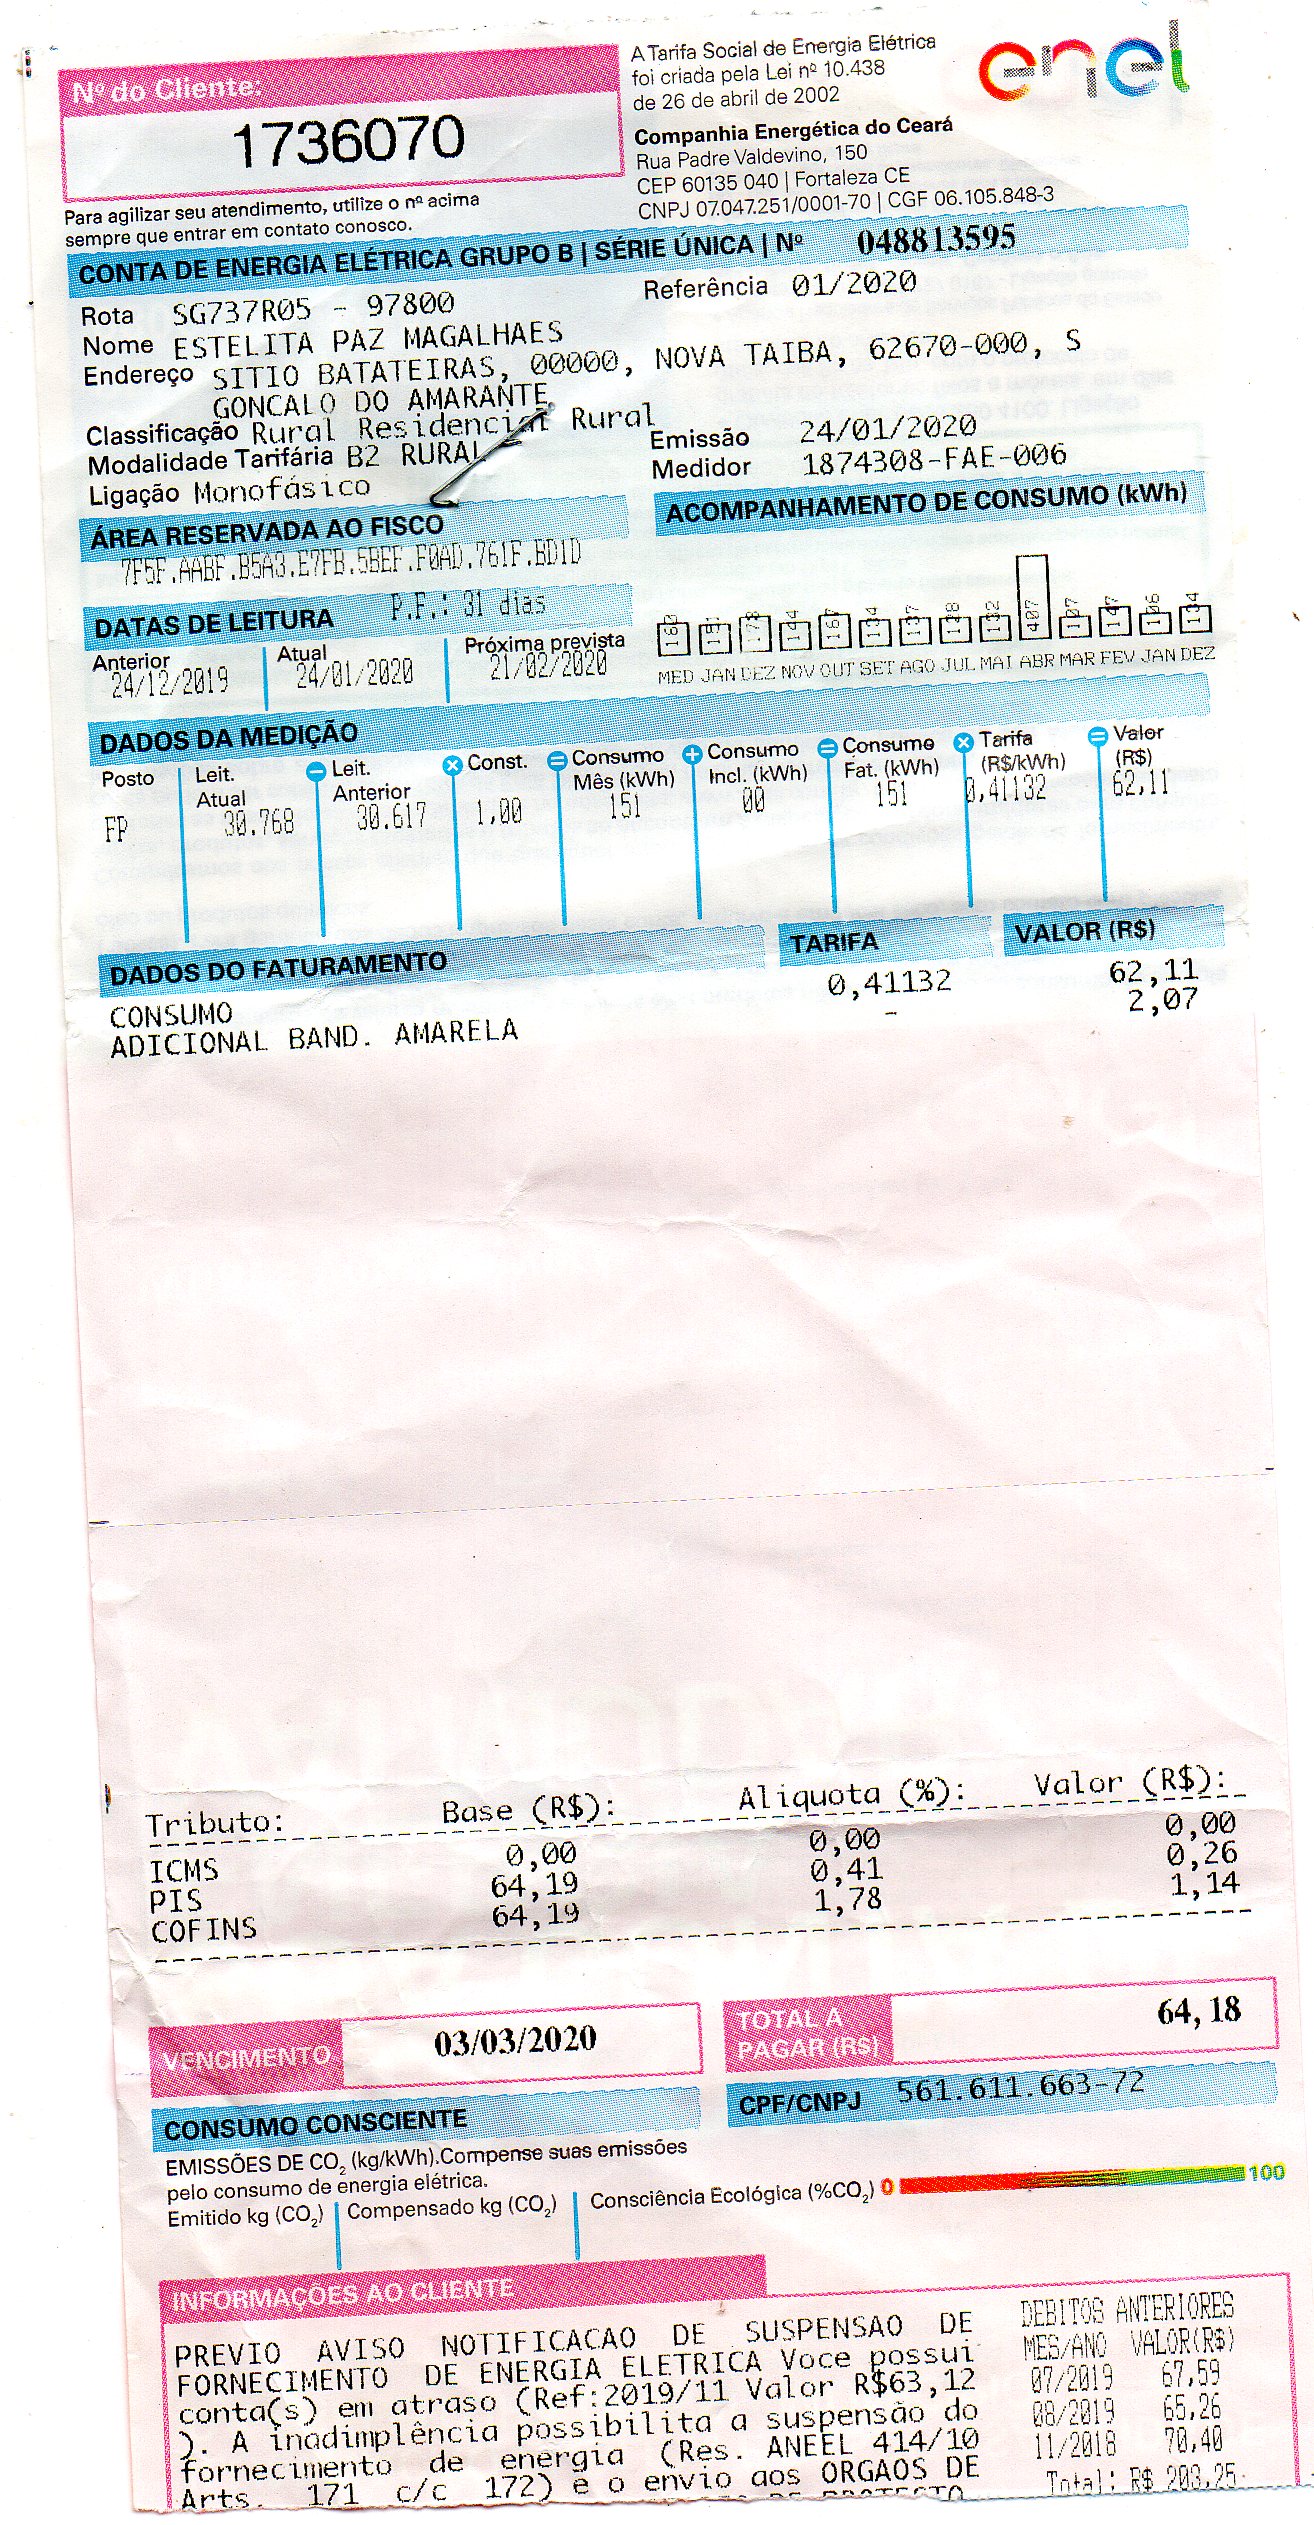 Nº do Cliente:
1736070
Para agilizar seu atendimento, utilize o nº acima
sempre que entrar em contato conosco.
A Tarifa Social de Energia Elétrica
foi criada pela Lei nº 10.438
de 26 de abril de 2002
enel
Companhia Energética do Ceará
Rua Padre Valdevino, 150
CEP 60135 040 | Fortaleza CE
CNPJ 07.047.251/0001-70 | CGF 06.105.848-3
CONTA DE ENERGIA ELÉTRICA GRUPO B | SÉRIE ÚNICA | Nº 048813595
Rota SG737R05 - 97800 Referência 01/2020
Nome ESTELITA PAZ MAGALHAES
Endereço SITIO BATATEIRAS, 00000, NOVA TAIBA, 62670-000, S
GONCALO DO AMARANTE
Classificação Rural Residencial Rural
Modalidade Tarifária B2 RURAL
Ligação Monofásico
Emissão 24/01/2020
Medidor 1874308-FAE-006
ÁREA RESERVADA AO FISCO
7F5F.AABF.B5A3.E7FB.5BEF.F0AD.761F.BD1D
ACOMPANHAMENTO DE CONSUMO (kWh)
144 134 137 132 407 107 147 106 134
MED JAN DEZ NOV OUT SET AGO JUL MAI ABR MAR FEV JAN DEZ
DATAS DE LEITURA P.F.: 31 dias
Anterior Atual Próxima prevista
24/12/2019 24/01/2020 21/02/2020
DADOS DA MEDIÇÃO
Posto Leit. Atual - Leit. Anterior × Const. = Consumo Mês (kWh) + Consumo Incl. (kWh) = Consumo Fat. (kWh) × Tarifa (R$/kWh) = Valor (R$)
FP 30.768 30.617 1,00 151 00 151 0,41132 62,11
DADOS DO FATURAMENTO TARIFA VALOR (R$)
CONSUMO 0,41132 62,11
ADICIONAL BAND. AMARELA - 2,07
Tributo: Base (R$): Aliquota (%): Valor (R$):
ICMS 0,00 0,00 0,00
PIS 64,19 0,41 0,26
COFINS 64,19 1,78 1,14
VENCIMENTO 03/03/2020
TOTAL A PAGAR (R$) 64,18
CONSUMO CONSCIENTE
CPF/CNPJ 561.611.663-72
EMISSÕES DE CO₂ (kg/kWh).Compense suas emissões
pelo consumo de energia elétrica.
Emitido kg (CO₂) Compensado kg (CO₂) Consciência Ecológica (%CO₂) 0 100
INFORMAÇÕES AO CLIENTE
PREVIO AVISO NOTIFICACAO DE SUSPENSAO DE
FORNECIMENTO DE ENERGIA ELETRICA Voce possui
conta(s) em atraso (Ref:2019/11 Valor R$63,12
). A inadimplência possibilita a suspensão do
fornecimento de energia (Res. ANEEL 414/10
Arts. 171 c/c 172) e o envio aos ORGAOS DE
DEBITOS ANTERIORES
MES/ANO VALOR(R$)
07/2019 67,59
08/2019 65,26
11/2018 70,40
Total: R$ 203,25